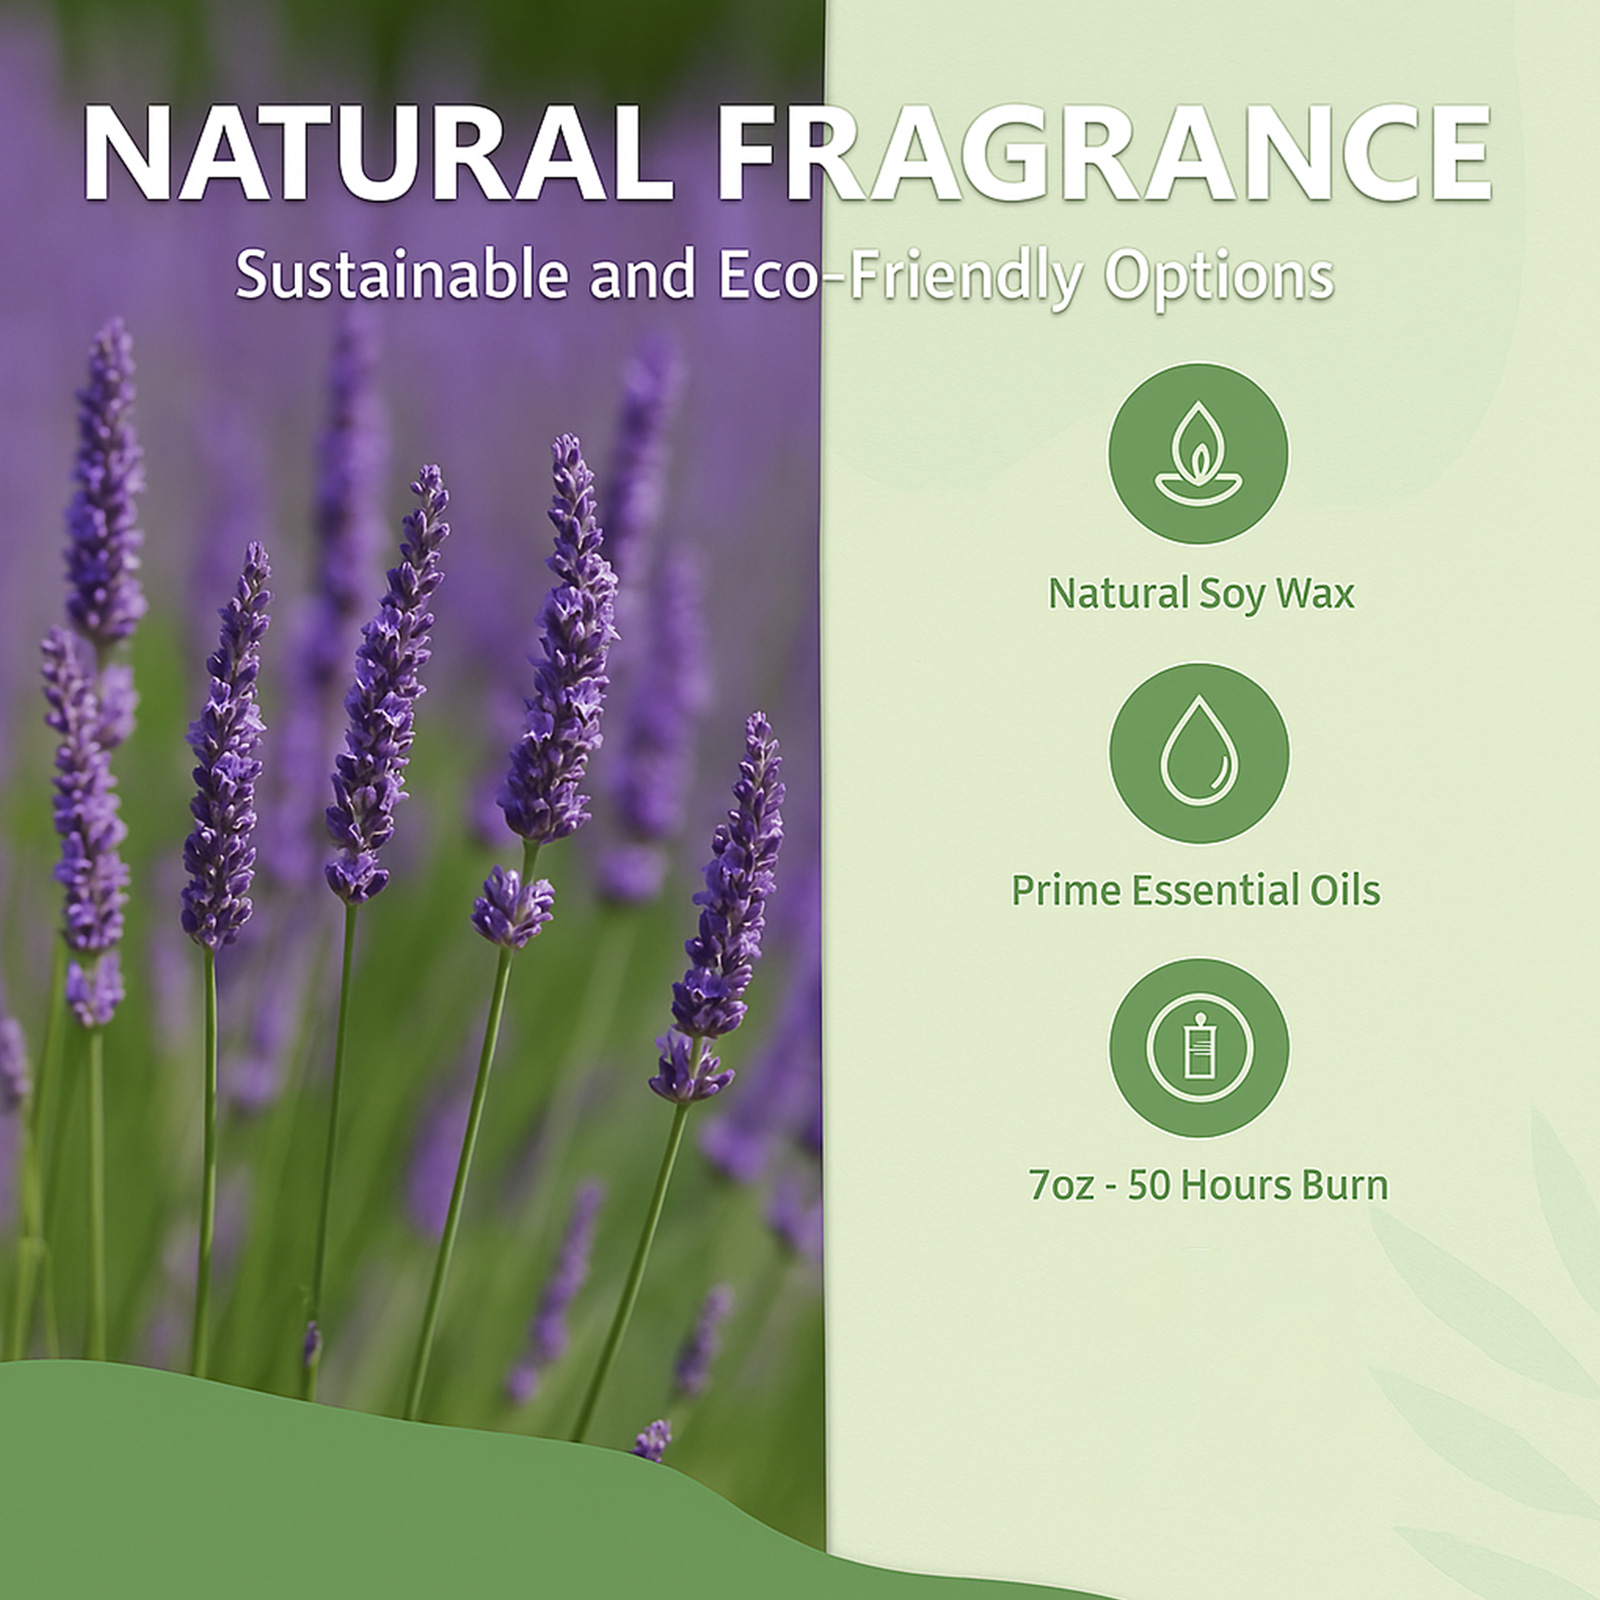 NATURAL FRAGRANCE
Sustainable and Eco-Friendly Options
Natural Soy Wax
Prime Essential Oils
7oz - 50 Hours Burn